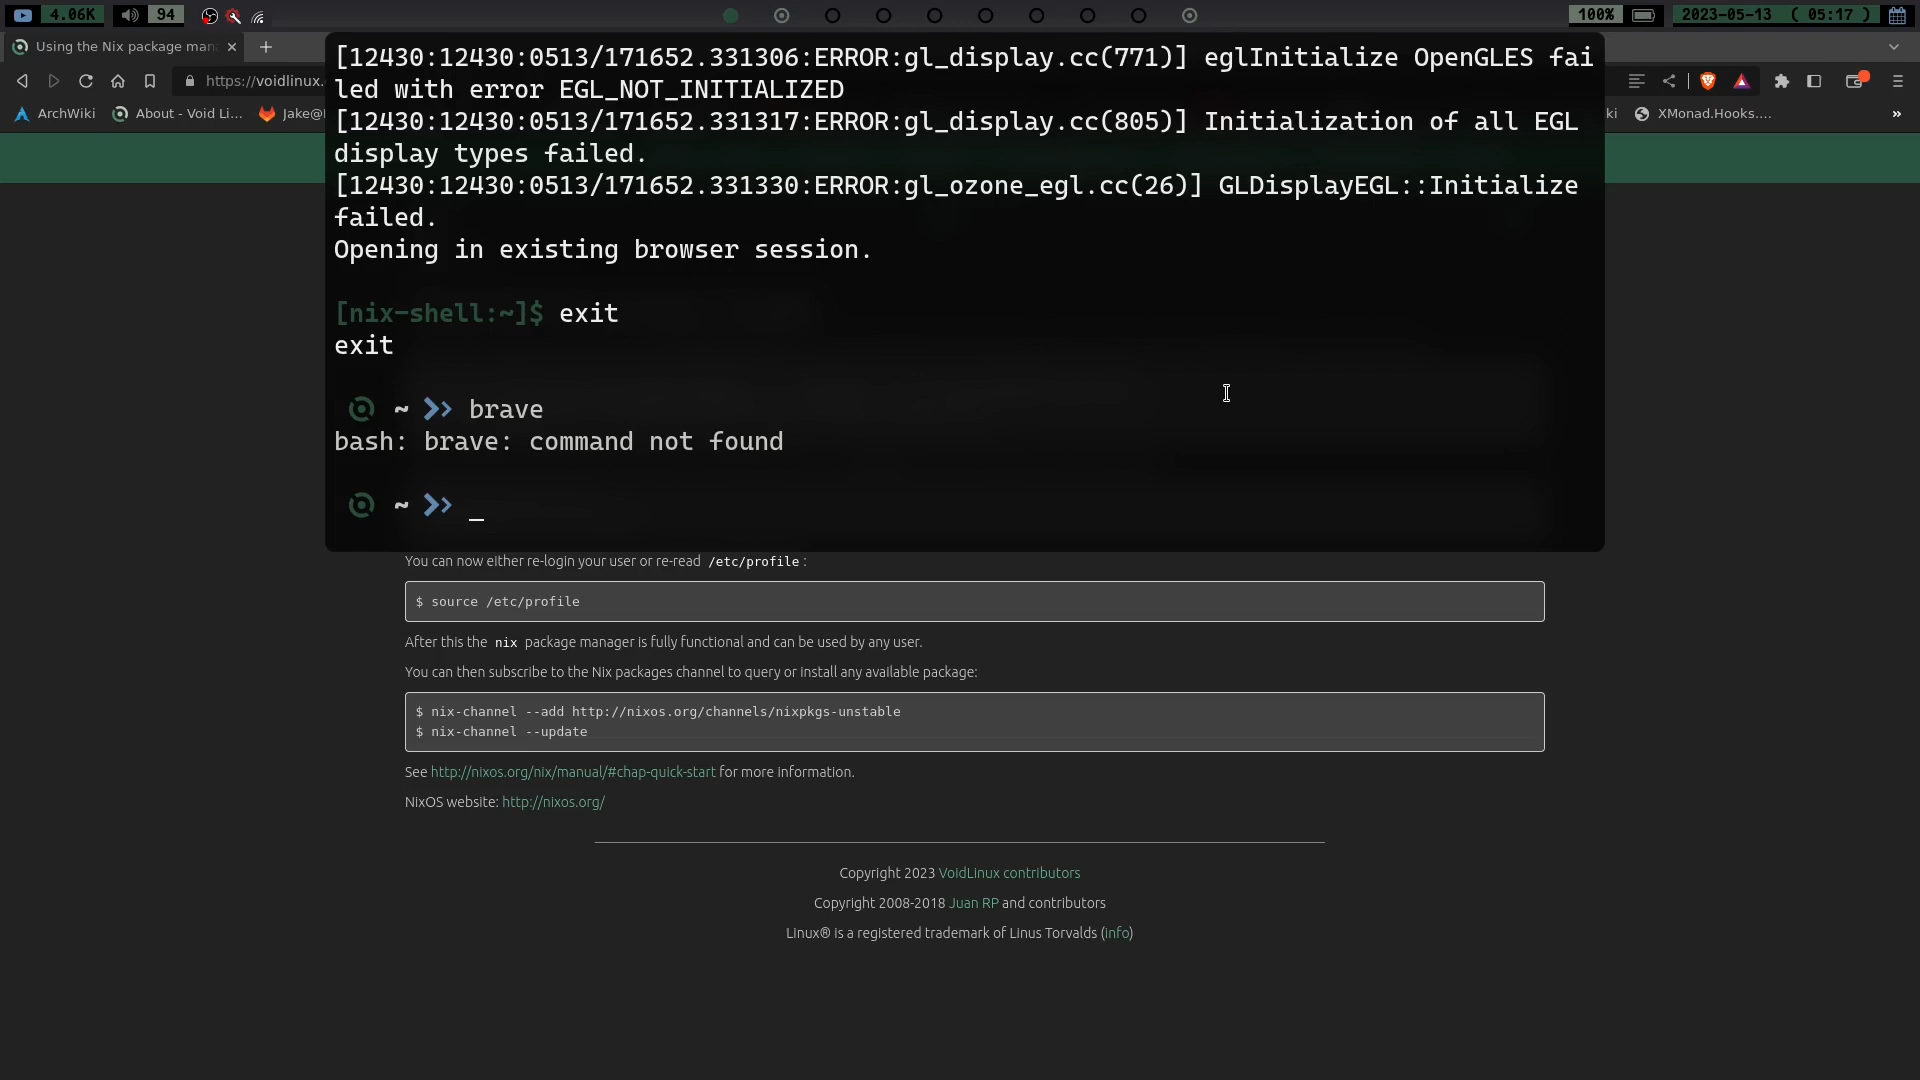 4.06K 94 100% 2023-05-13 ( 05:17 )
Using the Nix package man
https://voidlinux.
ArchWiki About - Void Li... Jake@ ki XMonad.Hooks.... »
[12430:12430:0513/171652.331306:ERROR:gl_display.cc(771)] eglInitialize OpenGLES fai
led with error EGL_NOT_INITIALIZED
[12430:12430:0513/171652.331317:ERROR:gl_display.cc(805)] Initialization of all EGL
display types failed.
[12430:12430:0513/171652.331330:ERROR:gl_ozone_egl.cc(26)] GLDisplayEGL::Initialize
failed.
Opening in existing browser session.
[nix-shell:~]$ exit
exit
~ brave
bash: brave: command not found
~ _
You can now either re-login your user or re-read /etc/profile :
$ source /etc/profile
After this the nix package manager is fully functional and can be used by any user.
You can then subscribe to the Nix packages channel to query or install any available package:
$ nix-channel --add http://nixos.org/channels/nixpkgs-unstable
$ nix-channel --update
See http://nixos.org/nix/manual/#chap-quick-start for more information.
NixOS website: http://nixos.org/
Copyright 2023 VoidLinux contributors
Copyright 2008-2018 Juan RP and contributors
Linux® is a registered trademark of Linus Torvalds (info)